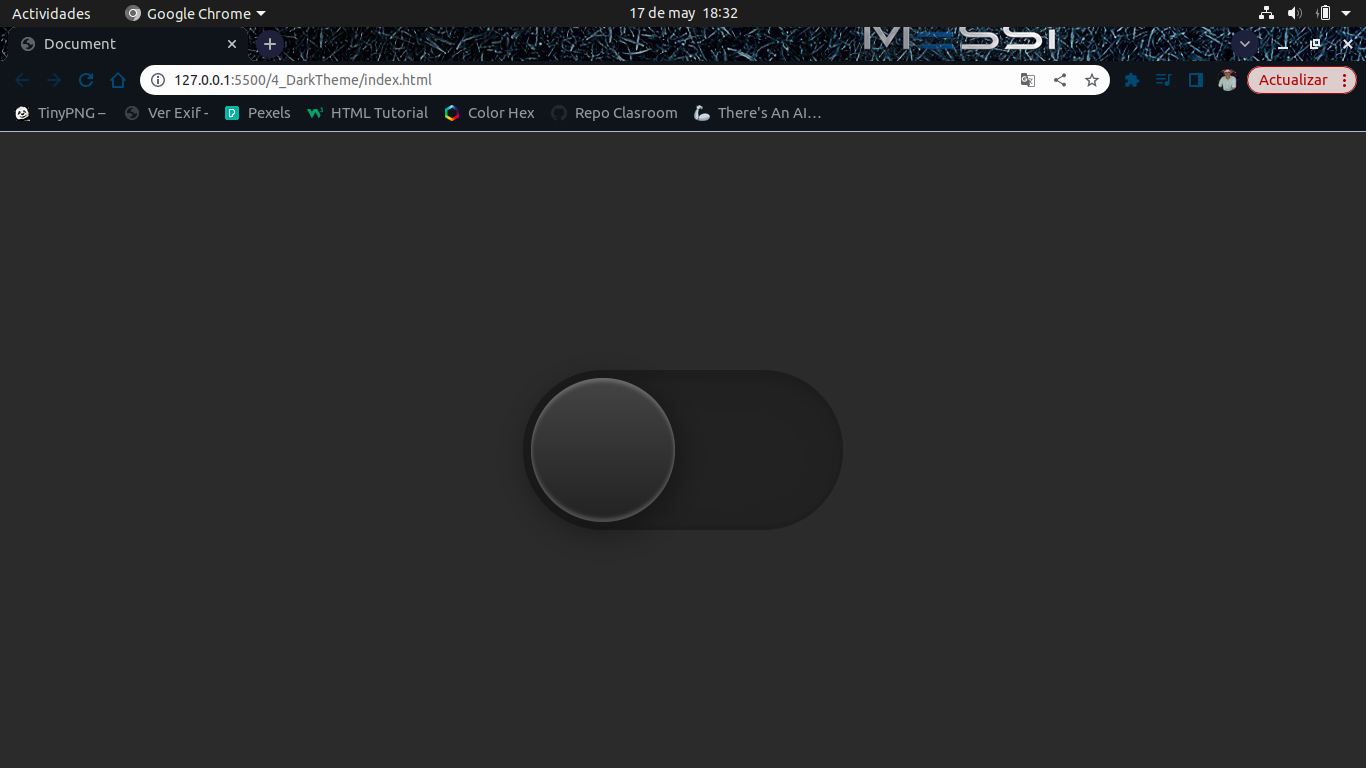 Actividades Google Chrome 17 de may 18:32
Document MESSI
127.0.0.1:5500/4_DarkTheme/index.html Actualizar
TinyPNG – Ver Exif - Pexels HTML Tutorial Color Hex Repo Clasroom There's An AI...